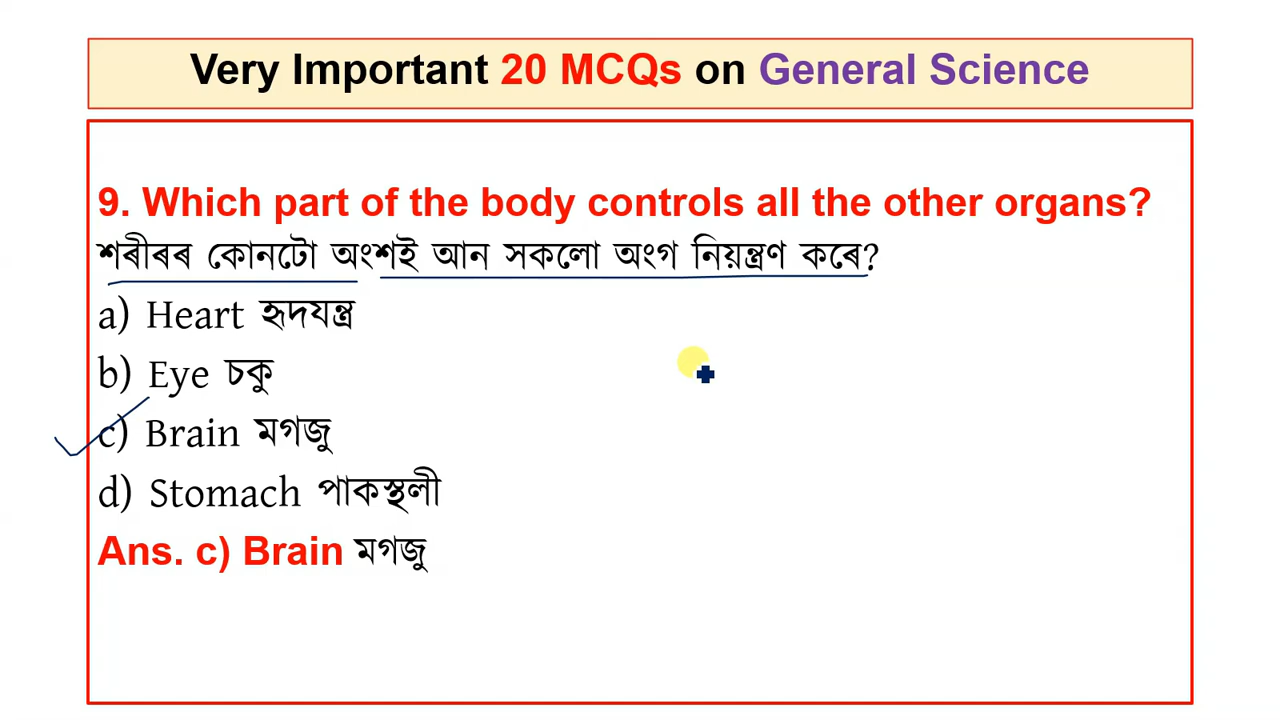 Very Important 20 MCQs on General Science
9. Which part of the body controls all the other organs?
শৰীৰৰ কোনটো অংশই আন সকলো অংগ নিয়ন্ত্ৰণ কৰে?
a) Heart হৃদযন্ত্ৰ
b) Eye চকু
c) Brain মগজু
d) Stomach পাকস্থলী
Ans. c) Brain মগজু